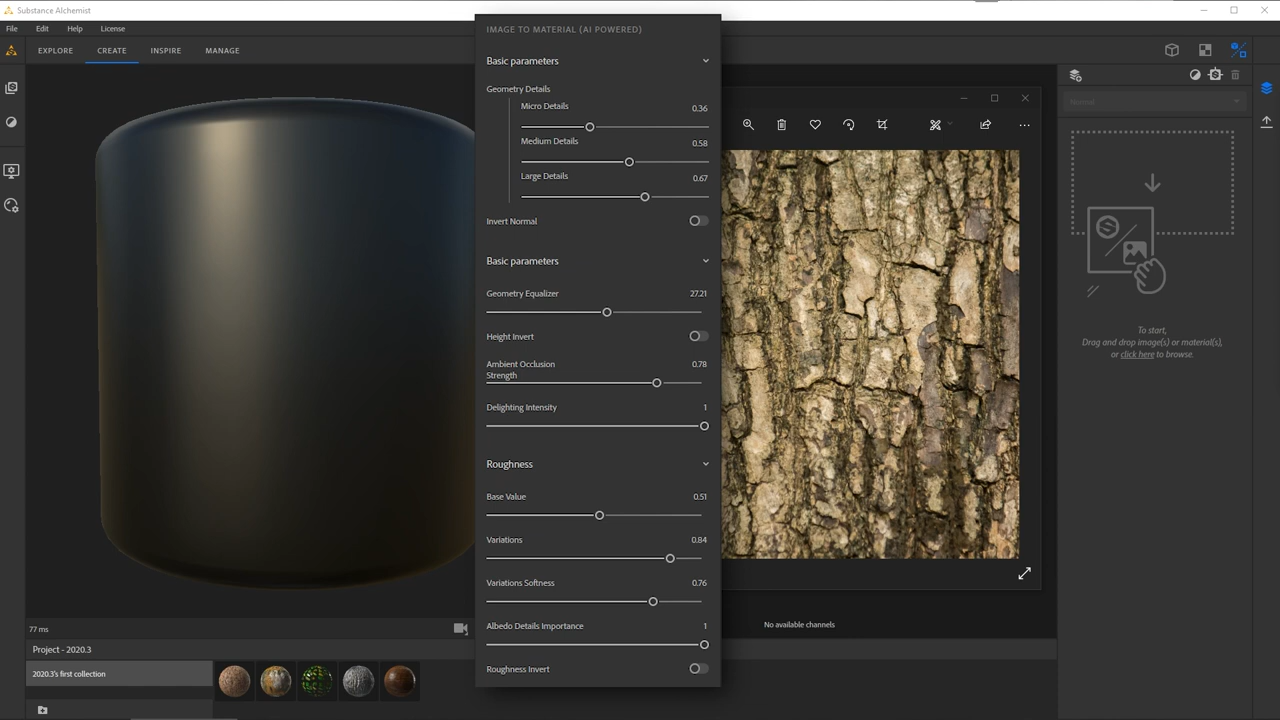 Substance Alchemist
File Edit Help License
EXPLORE CREATE INSPIRE MANAGE
IMAGE TO MATERIAL (AI POWERED)
Basic parameters
Geometry Details
Micro Details 0.36
Medium Details 0.58
Large Details 0.67
Invert Normal
Basic parameters
Geometry Equalizer 27.21
Height Invert
Ambient Occlusion 0.78
Strength
Delighting Intensity 1
Roughness
Base Value 0.51
Variations 0.84
Variations Softness 0.76
Albedo Details Importance 1
Roughness Invert
Normal
To start,
Drag and drop image(s) or material(s),
or click here to browse.
77 ms
No available channels
Project - 2020.3
2020.3's first collection